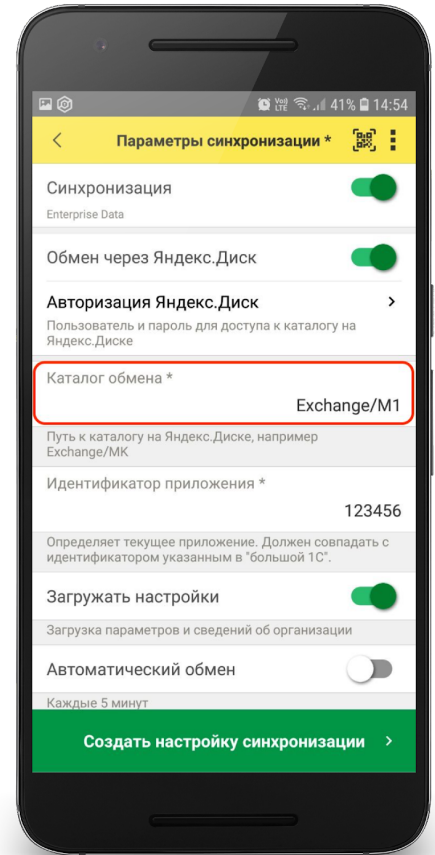 Vo)
LTE 41% 14:54
Параметры синхронизации *
Синхронизация
Enterprise Data
Обмен через Яндекс.Диск
Авторизация Яндекс.Диск
Пользователь и пароль для доступа к каталогу на
Яндекс.Диске
Каталог обмена *
Exchange/M1
Путь к каталогу на Яндекс.Диске, например
Exchange/MK
Идентификатор приложения *
123456
Определяет текущее приложение. Должен совпадать с
идентификатором указанным в "большой 1С".
Загружать настройки
Загрузка параметров и сведений об организации
Автоматический обмен
Каждые 5 минут
Создать настройку синхронизации